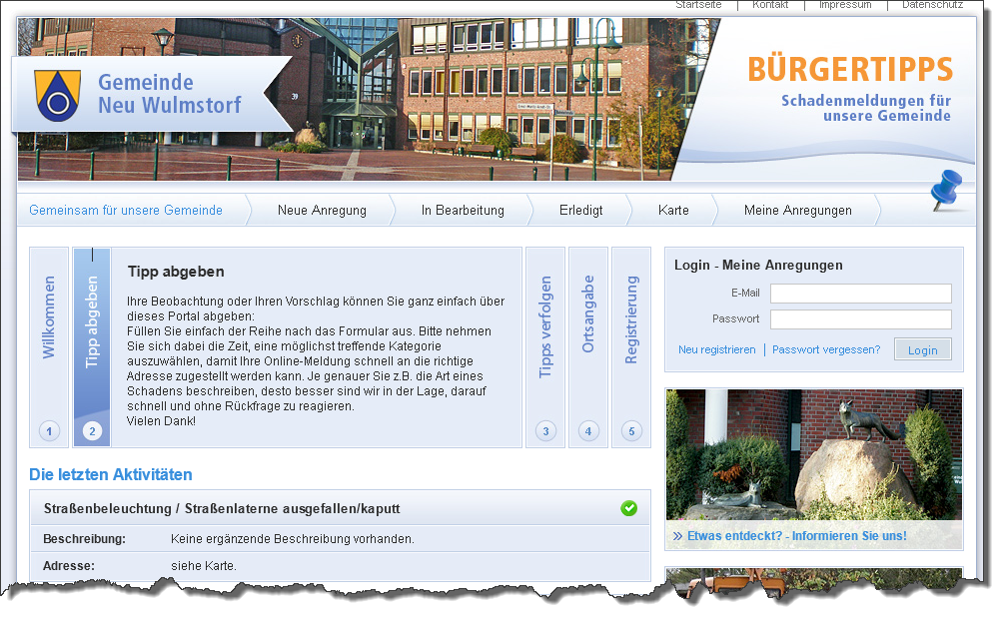 Startseite | Kontakt | Impressum | Datenschutz
Gemeinde
Neu Wulmstorf
39
BÜRGERTIPPS
Schadenmeldungen für
unsere Gemeinde
Gemeinsam für unsere Gemeinde
Neue Anregung
In Bearbeitung
Erledigt
Karte
Meine Anregungen
Willkommen
1
Tipp abgeben
2
Tipp abgeben
Ihre Beobachtung oder Ihren Vorschlag können Sie ganz einfach über
dieses Portal abgeben:
Füllen Sie einfach der Reihe nach das Formular aus. Bitte nehmen
Sie sich dabei die Zeit, eine möglichst treffende Kategorie
auszuwählen, damit Ihre Online-Meldung schnell an die richtige
Adresse zugestellt werden kann. Je genauer Sie z.B. die Art eines
Schadens beschreiben, desto besser sind wir in der Lage, darauf
schnell und ohne Rückfrage zu reagieren.
Vielen Dank!
Tipps verfolgen
3
Ortsangabe
4
Registrierung
5
Login - Meine Anregungen
E-Mail
Passwort
Neu registrieren | Passwort vergessen?
Login
» Etwas entdeckt? - Informieren Sie uns!
Die letzten Aktivitäten
Straßenbeleuchtung / Straßenlaterne ausgefallen/kaputt
Beschreibung: Keine ergänzende Beschreibung vorhanden.
Adresse: siehe Karte.